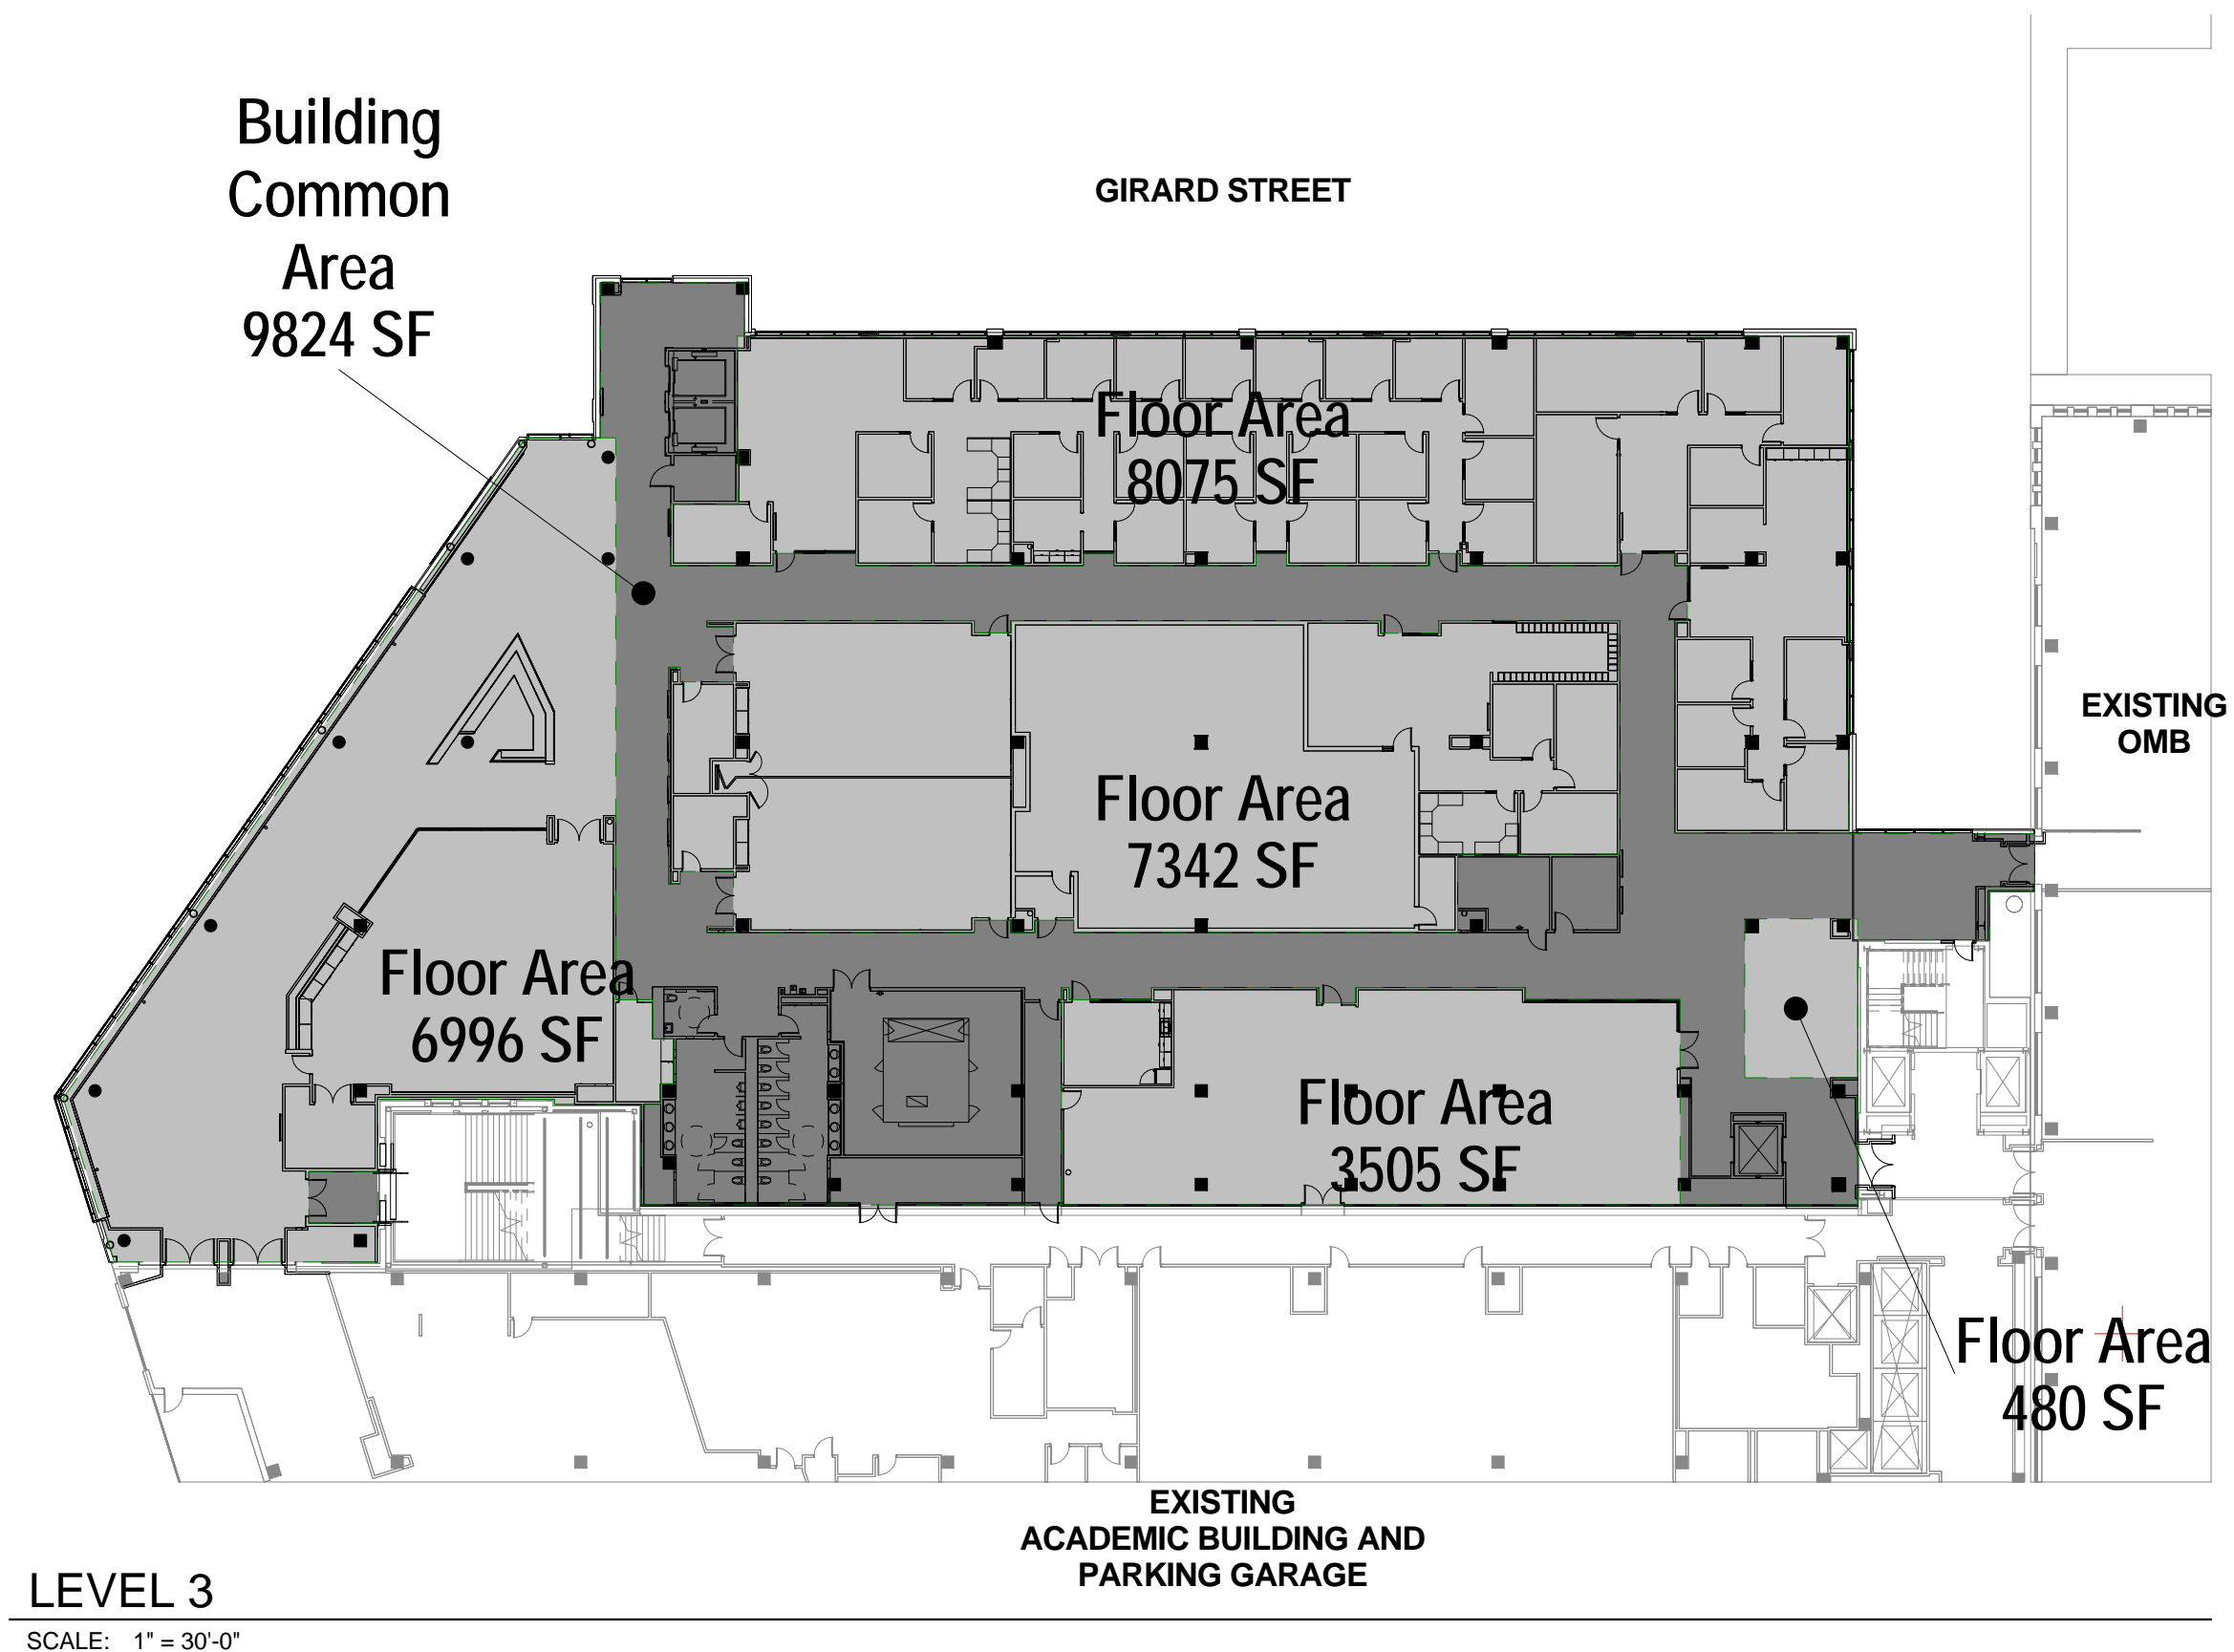 Building
Common
Area
9824 SF
GIRARD STREET
Floor Area
8075 SF
EXISTING
OMB
Floor Area
7342 SF
Floor Area
6996 SF
Floor Area
3505 SF
Floor Area
480 SF
EXISTING
ACADEMIC BUILDING AND
PARKING GARAGE
LEVEL 3
SCALE: 1" = 30'-0"